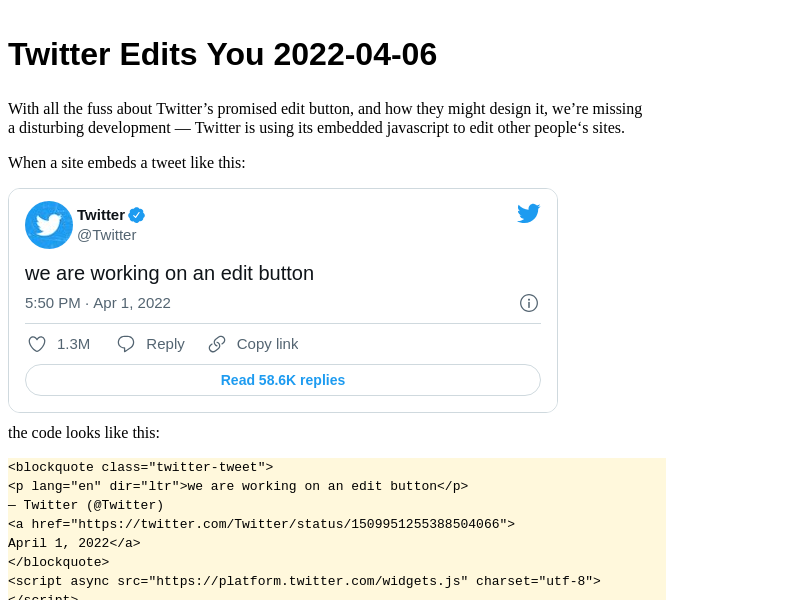 Twitter Edits You 2022-04-06
With all the fuss about Twitter’s promised edit button, and how they might design it, we’re missing
a disturbing development — Twitter is using its embedded javascript to edit other people‘s sites.
When a site embeds a tweet like this:
Twitter
@Twitter
we are working on an edit button
5:50 PM · Apr 1, 2022
1.3M Reply Copy link
Read 58.6K replies
the code looks like this:
<blockquote class="twitter-tweet">
<p lang="en" dir="ltr">we are working on an edit button</p>
— Twitter (@Twitter)
<a href="https://twitter.com/Twitter/status/1509951255388504066">
April 1, 2022</a>
</blockquote>
<script async src="https://platform.twitter.com/widgets.js" charset="utf-8">
</script>